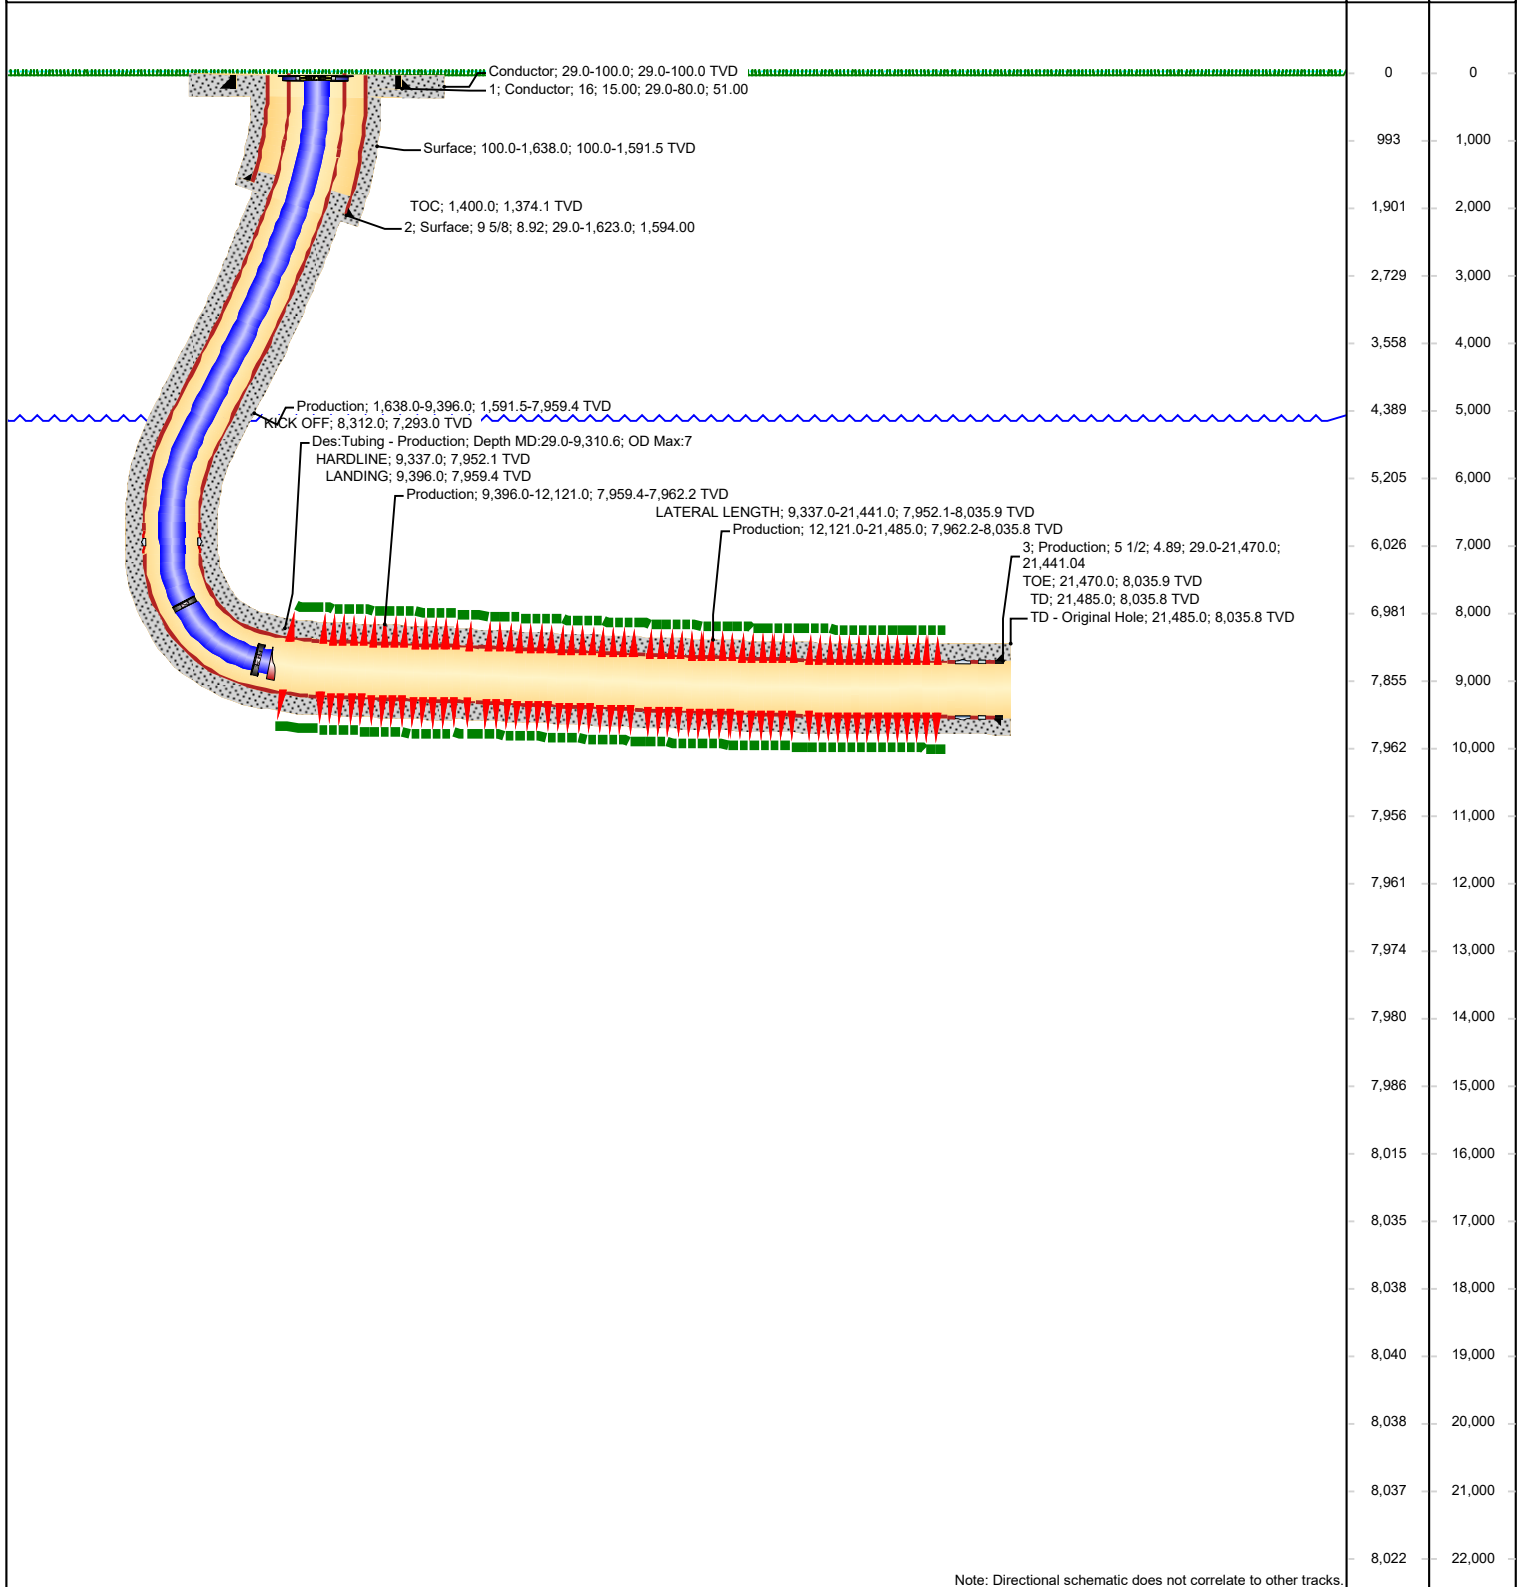 Conductor; 29.0-100.0; 29.0-100.0 TVD
1; Conductor; 16; 15.00; 29.0-80.0; 51.00
Surface; 100.0-1,638.0; 100.0-1,591.5 TVD
TOC; 1,400.0; 1,374.1 TVD
2; Surface; 9 5/8; 8.92; 29.0-1,623.0; 1,594.00
Production; 1,638.0-9,396.0; 1,591.5-7,959.4 TVD
KICK OFF; 8,312.0; 7,293.0 TVD
Des:Tubing - Production; Depth MD:29.0-9,310.6; OD Max:7
HARDLINE; 9,337.0; 7,952.1 TVD
LANDING; 9,396.0; 7,959.4 TVD
Production; 9,396.0-12,121.0; 7,959.4-7,962.2 TVD
LATERAL LENGTH; 9,337.0-21,441.0; 7,952.1-8,035.9 TVD
Production; 12,121.0-21,485.0; 7,962.2-8,035.8 TVD
3; Production; 5 1/2; 4.89; 29.0-21,470.0;
21,441.04
TOE; 21,470.0; 8,035.9 TVD
TD; 21,485.0; 8,035.8 TVD
TD - Original Hole; 21,485.0; 8,035.8 TVD
0 0
993 1,000
1,901 2,000
2,729 3,000
3,558 4,000
4,389 5,000
5,205 6,000
6,026 7,000
6,981 8,000
7,855 9,000
7,962 10,000
7,956 11,000
7,961 12,000
7,974 13,000
7,980 14,000
7,986 15,000
8,015 16,000
8,035 17,000
8,038 18,000
8,040 19,000
8,038 20,000
8,037 21,000
8,022 22,000
Note: Directional schematic does not correlate to other tracks.